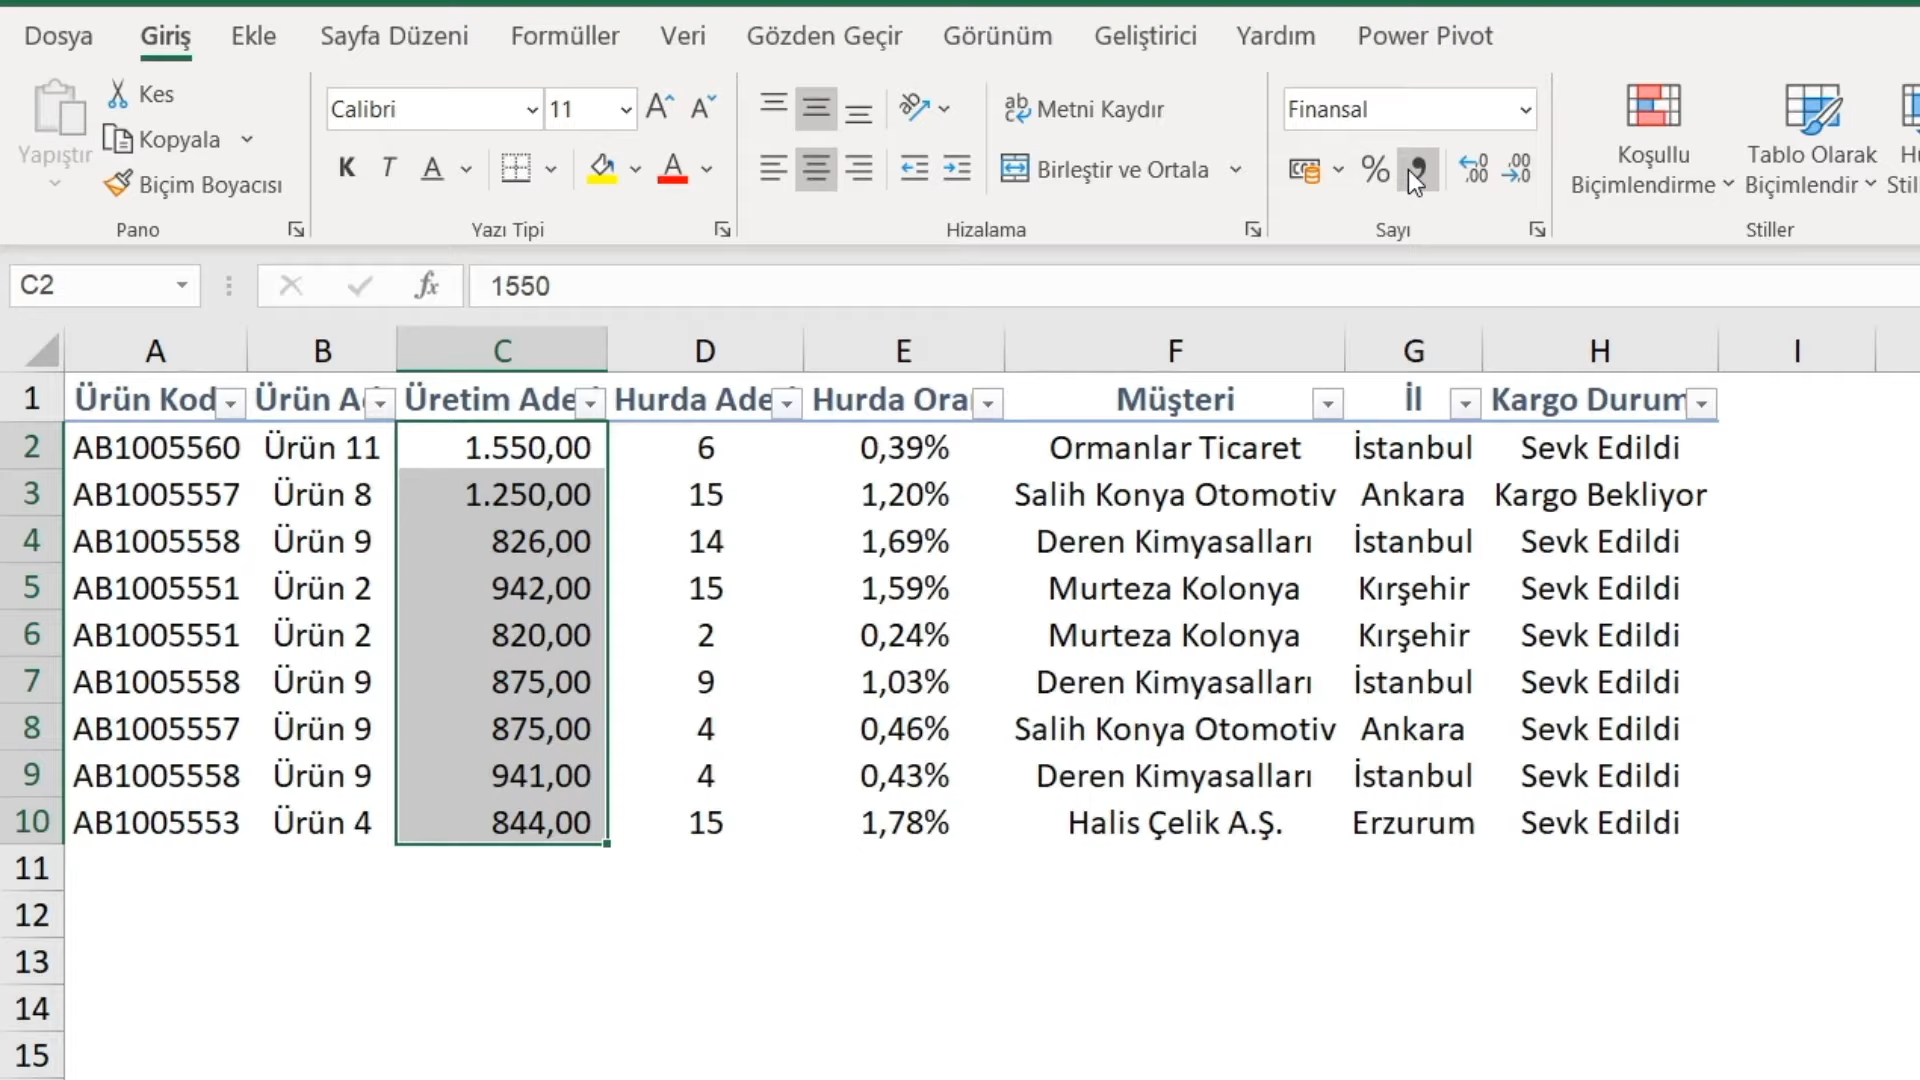 Dosya Giriş Ekle Sayfa Düzeni Formüller Veri Gözden Geçir Görünüm Geliştirici Yardım Power Pivot
Yapıştır
Kes
Kopyala
Biçim Boyacısı
Pano
Calibri 11
K T A
Yazı Tipi
Metni Kaydır
Birleştir ve Ortala
Hizalama
Finansal
%
Sayı
Koşullu
Biçimlendirme
Tablo Olarak
Biçimlendir
Stiller
C2 fx 1550
A B C D E F G H I
1 Ürün Kod Ürün A Üretim Ade Hurda Ade Hurda Ora Müşteri İl Kargo Durum
2 AB1005560 Ürün 11 1.550,00 6 0,39% Ormanlar Ticaret İstanbul Sevk Edildi
3 AB1005557 Ürün 8 1.250,00 15 1,20% Salih Konya Otomotiv Ankara Kargo Bekliyor
4 AB1005558 Ürün 9 826,00 14 1,69% Deren Kimyasalları İstanbul Sevk Edildi
5 AB1005551 Ürün 2 942,00 15 1,59% Murteza Kolonya Kırşehir Sevk Edildi
6 AB1005551 Ürün 2 820,00 2 0,24% Murteza Kolonya Kırşehir Sevk Edildi
7 AB1005558 Ürün 9 875,00 9 1,03% Deren Kimyasalları İstanbul Sevk Edildi
8 AB1005557 Ürün 9 875,00 4 0,46% Salih Konya Otomotiv Ankara Sevk Edildi
9 AB1005558 Ürün 9 941,00 4 0,43% Deren Kimyasalları İstanbul Sevk Edildi
10 AB1005553 Ürün 4 844,00 15 1,78% Halis Çelik A.Ş. Erzurum Sevk Edildi
11
12
13
14
15